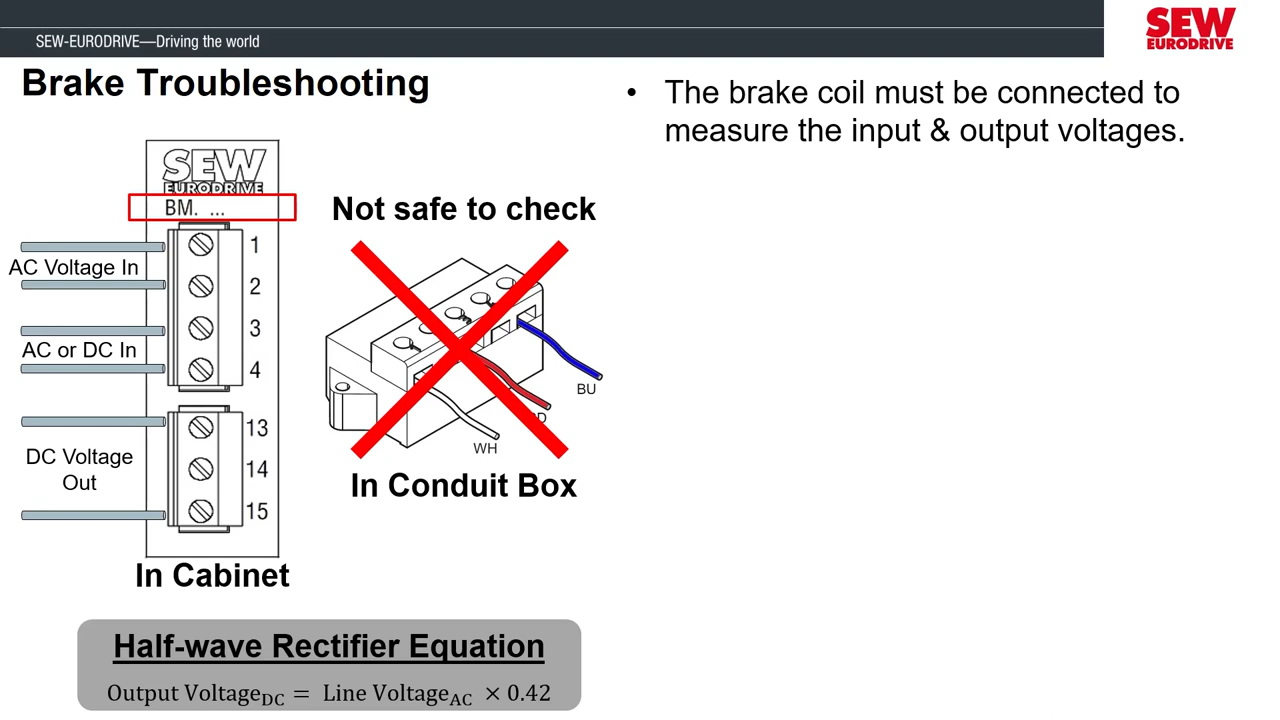 SEW-EURODRIVE—Driving the world
SEW
EURODRIVE
Brake Troubleshooting
• The brake coil must be connected to
measure the input & output voltages.
SEW
EURODRIVE
BM. ...
Not safe to check
1
AC Voltage In
2
3
AC or DC In
4
13
DC Voltage
Out
14
15
BU
WH
In Conduit Box
In Cabinet
Half-wave Rectifier Equation
Output Voltage_DC = Line Voltage_AC × 0.42